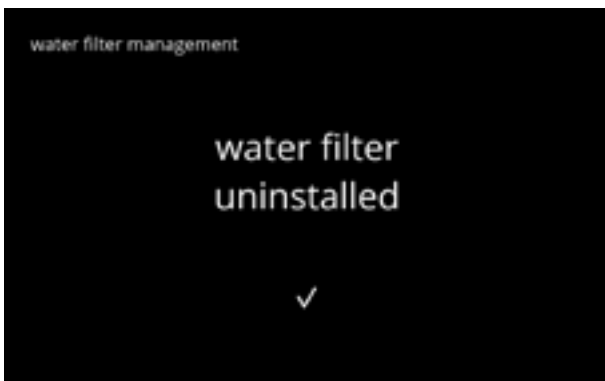 water filter management
water filter
uninstalled
✓